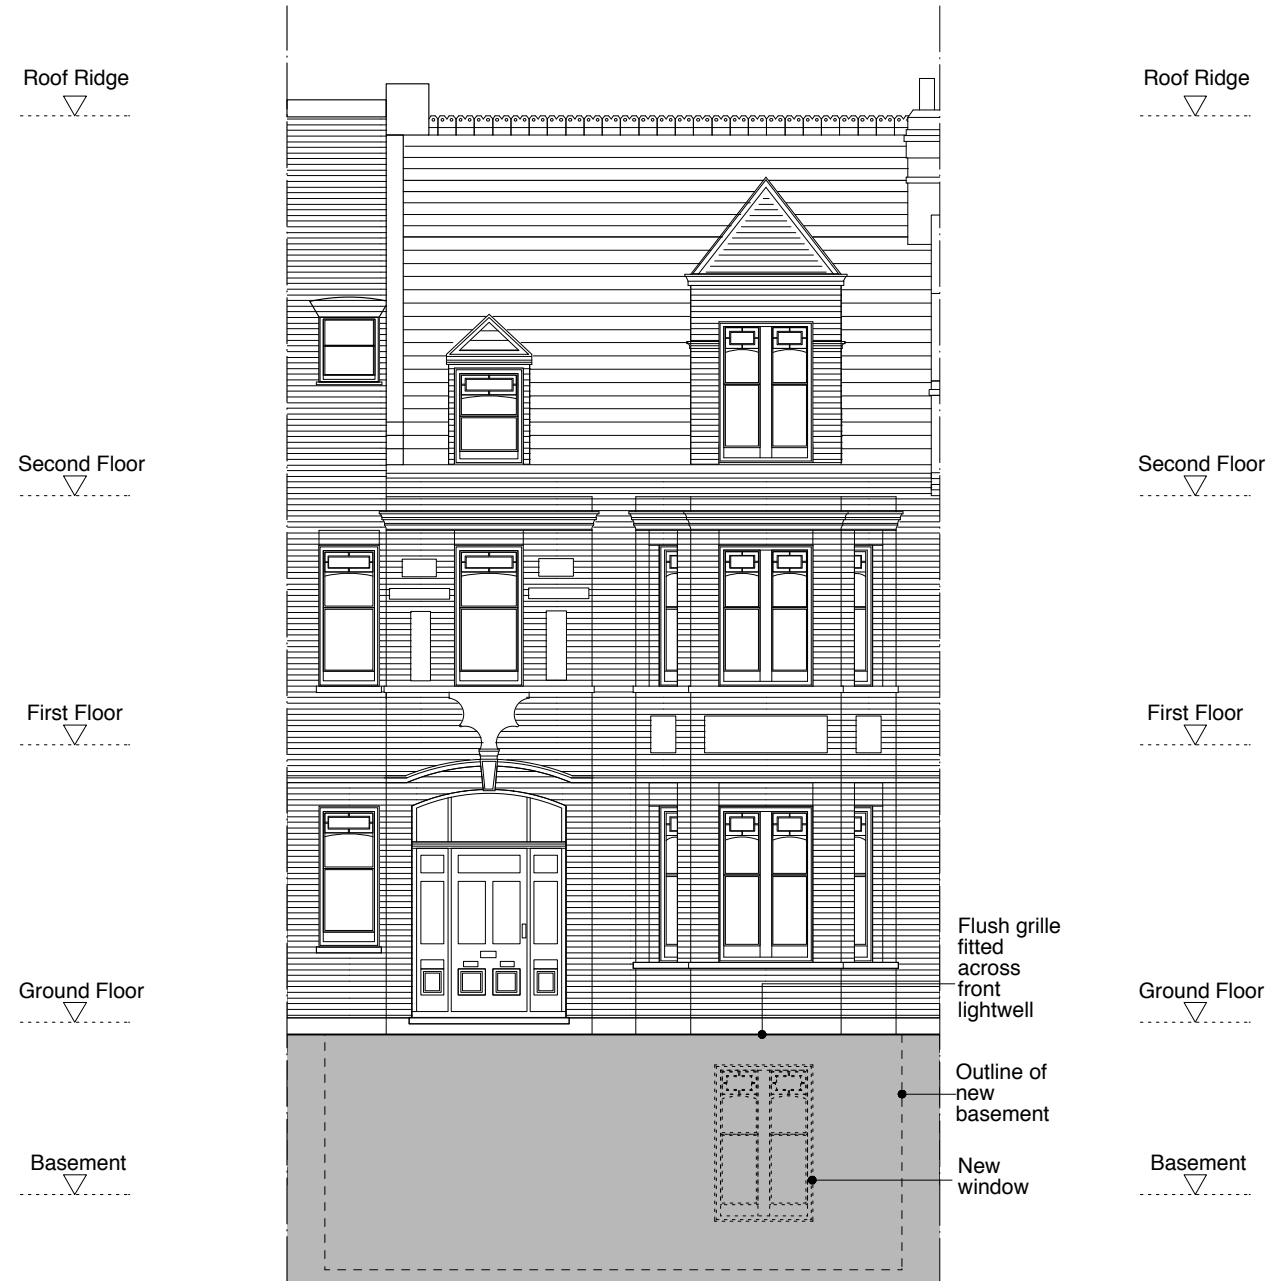 Roof Ridge
Roof Ridge
Second Floor
Second Floor
First Floor
First Floor
Flush grille
fitted
across
front
lightwell
Ground Floor
Ground Floor
Outline of
new
basement
Basement
New
window
Basement